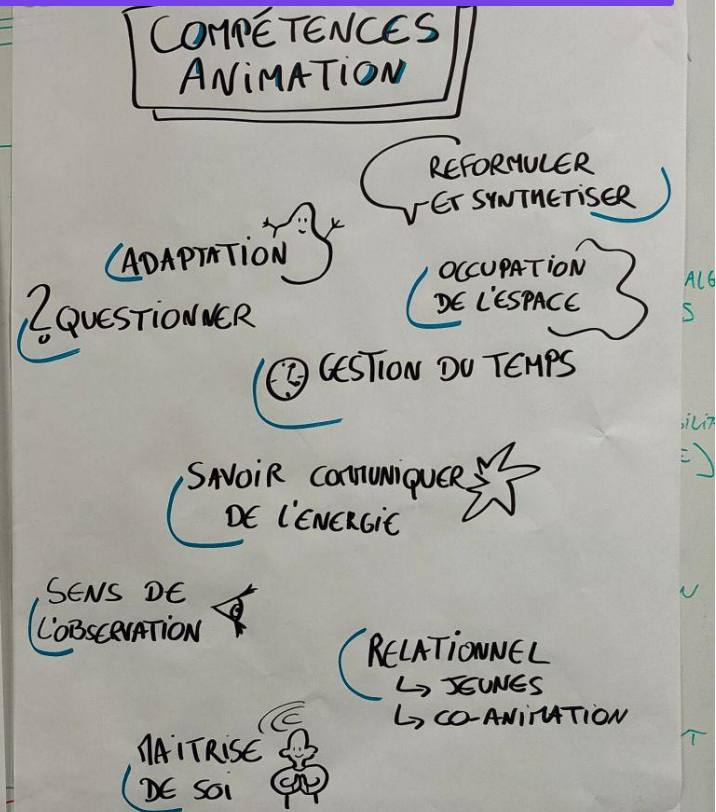 COMPÉTENCES
ANIMATION
REFORMULER
ET SYNTHETISER
ADAPTATION
OCCUPATION
DE L'ESPACE
? QUESTIONNER
GESTION DU TEMPS
SAVOIR COMMUNIQUER
DE L'ENERGIE
SENS DE
L'OBSERVATION
RELATIONNEL
↳ JEUNES
↳ CO-ANIMATION
MAITRISE
DE SOI